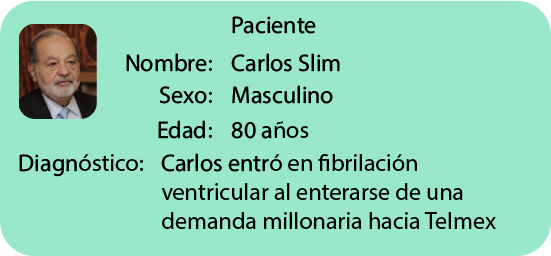 Paciente
Nombre: Carlos Slim
Sexo: Masculino
Edad: 80 años
Diagnóstico: Carlos entró en fibrilación
ventricular al enterarse de una
demanda millonaria hacia Telmex